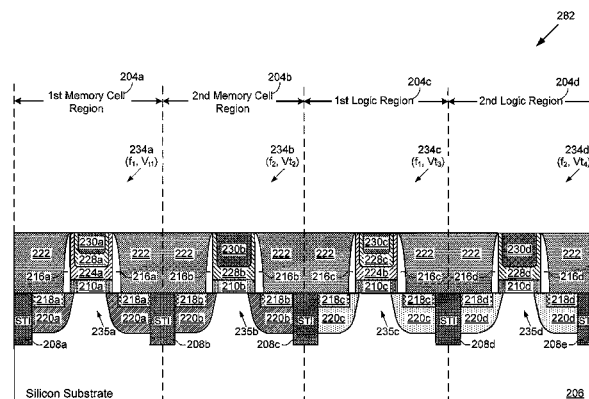 282
204a 204b 204c 204d
1st Memory Cell Region 2nd Memory Cell Region 1st Logic Region 2nd Logic Region
234a 234b 234c 234d
(f₁, V₁₁) (f₂, Vt₂) (f₁, Vt₃) (f₂, Vt₄)
230a 230b 230c 230d
222 222 222 222 222 222 222
228a 228b 228c 228d
216a 216a 216b 216b 216c 216c 216d 216d
224a 224b
210a 210b 210c 210d
218a 218a 218b 218b 218c 218c 218d 218d
STI STI STI STI STI
220a 220a 220b 220b 220c 220c 220d 220d
235a 235b 235c 235d
208a 208b 208c 208d 208e
Silicon Substrate 206